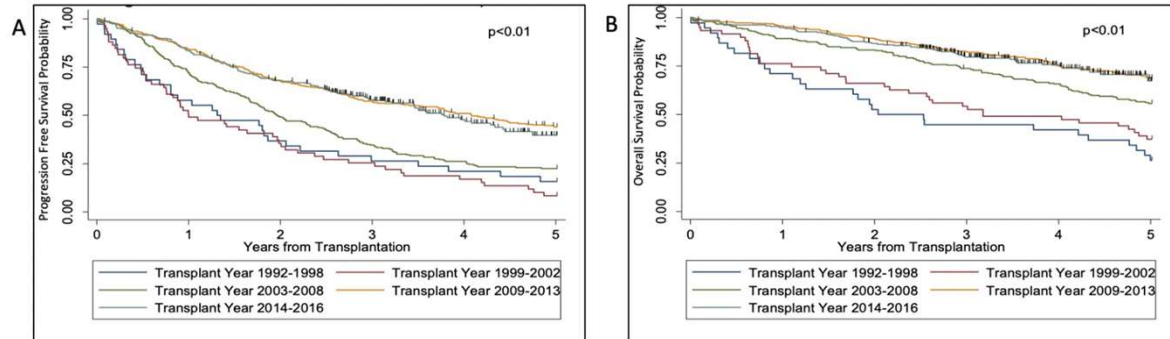 A
p<0.01
Progression Free Survival Probability
1.00
0.75
0.50
0.25
0.00
0 1 2 3 4 5
Years from Transplantation
Transplant Year 1992-1998 Transplant Year 1999-2002
Transplant Year 2003-2008 Transplant Year 2009-2013
Transplant Year 2014-2016
B
p<0.01
Overall Survival Probability
1.00
0.75
0.50
0.25
0.00
0 1 2 3 4 5
Years from Transplantation
Transplant Year 1992-1998 Transplant Year 1999-2002
Transplant Year 2003-2008 Transplant Year 2009-2013
Transplant Year 2014-2016